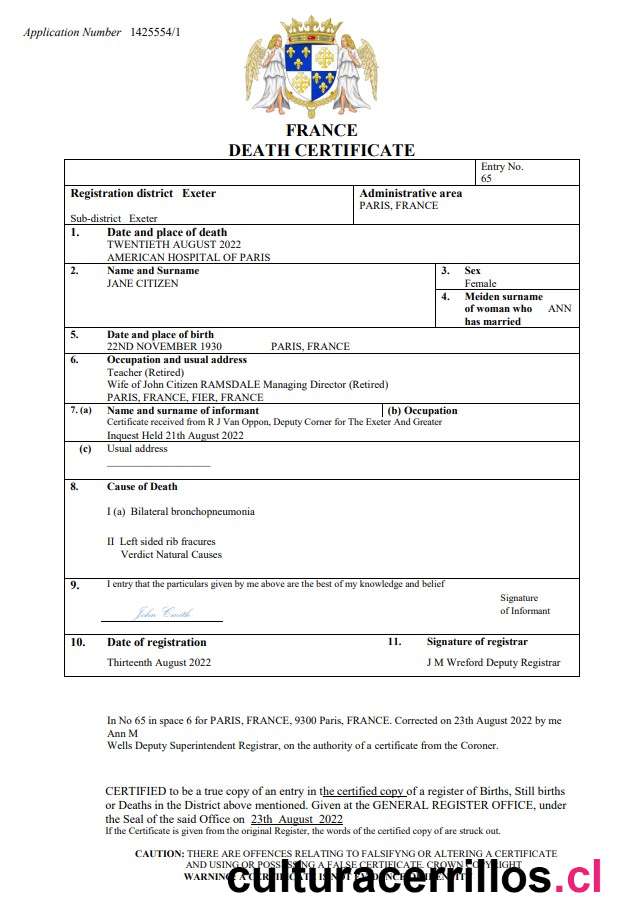 Application Number 1425554/1
FRANCE
DEATH CERTIFICATE
Entry No.
65
Registration district Exeter
Administrative area
PARIS, FRANCE
Sub-district Exeter
1. Date and place of death
TWENTIETH AUGUST 2022
AMERICAN HOSPITAL OF PARIS
2. Name and Surname
JANE CITIZEN
3. Sex
Female
4. Meiden surname
of woman who ANN
has married
5. Date and place of birth
22ND NOVEMBER 1930 PARIS, FRANCE
6. Occupation and usual address
Teacher (Retired)
Wife of John Citizen RAMSDALE Managing Director (Retired)
PARIS, FRANCE, FIER, FRANCE
7. (a) Name and surname of informant (b) Occupation
Certificate received from R J Van Oppon, Deputy Corner for The Exeter And Greater
Inquest Held 21th August 2022
(c) Usual address
8. Cause of Death
I (a) Bilateral bronchopneumonia
II Left sided rib fracures
Verdict Natural Causes
9. I entry that the particulars given by me above are the best of my knowledge and belief
Signature
of Informant
John Cmith
10. Date of registration 11. Signature of registrar
Thirteenth August 2022 J M Wreford Deputy Registrar
In No 65 in space 6 for PARIS, FRANCE, 9300 Paris, FRANCE. Corrected on 23th August 2022 by me
Ann M
Wells Deputy Superintendent Registrar, on the authority of a certificate from the Coroner.
CERTIFIED to be a true copy of an entry in the certified copy of a register of Births, Still births
or Deaths in the District above mentioned. Given at the GENERAL REGISTER OFFICE, under
the Seal of the said Office on 23th August 2022
If the Certificate is given from the original Register, the words of the certified copy of are struck out.
CAUTION: THERE ARE OFFENCES RELATING TO FALSIFYNG OR ALTERING A CERTIFICATE
AND USING OR POSSESSING A FALSE CERTIFICATE. CROWN COPYRIGHT
WARNING: A CERTIFICATE IS NOT EVIDENCE OF IDENTITY
culturacerrillos.cl